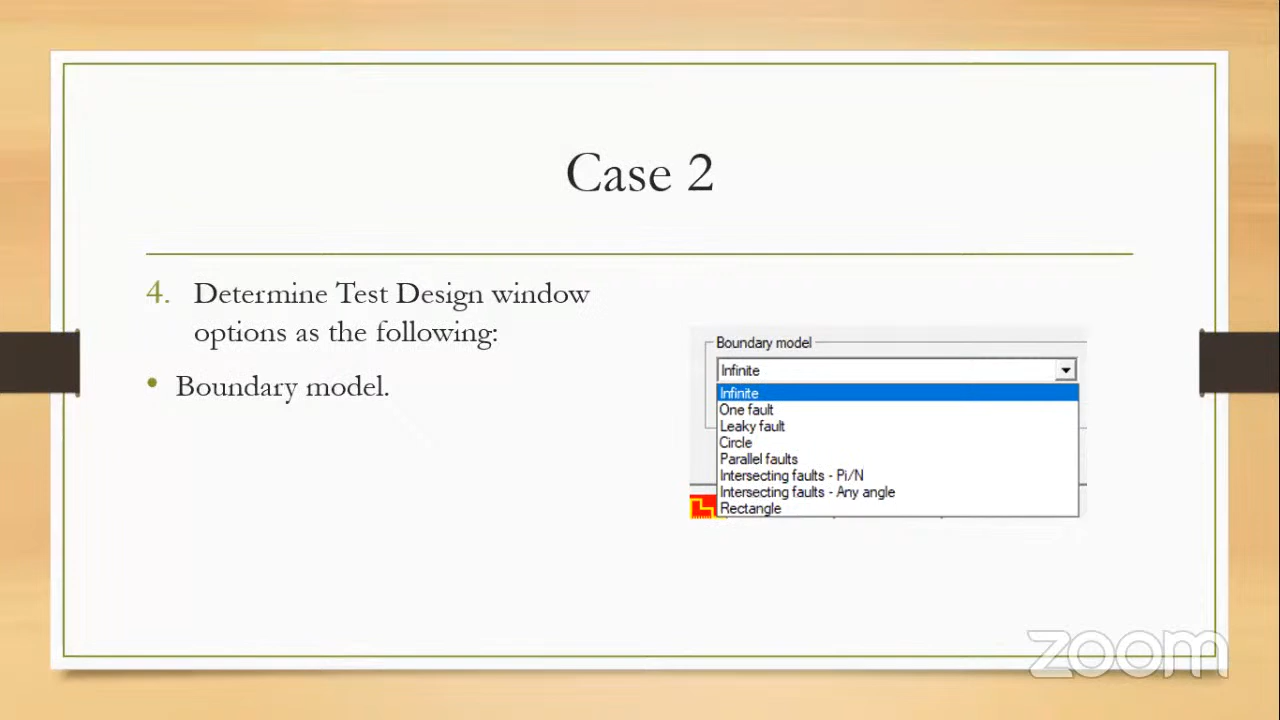 Case 2
4. Determine Test Design window
options as the following:
• Boundary model.
Boundary model
Infinite
Infinite
One fault
Leaky fault
Circle
Parallel faults
Intersecting faults - Pi/N
Intersecting faults - Any angle
Rectangle
zoom